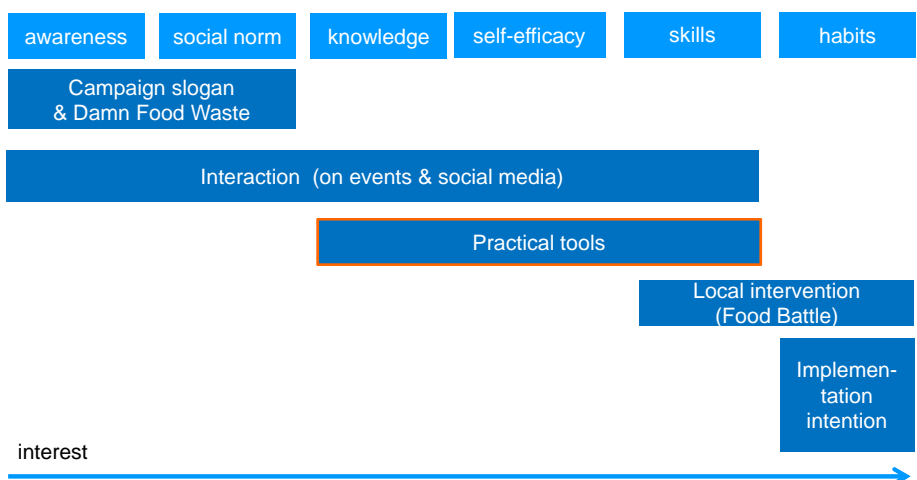 awareness
social norm
knowledge
self-efficacy
skills
habits
Campaign slogan
& Damn Food Waste
Interaction (on events & social media)
Practical tools
Local intervention
(Food Battle)
Implemen-
tation
intention
interest